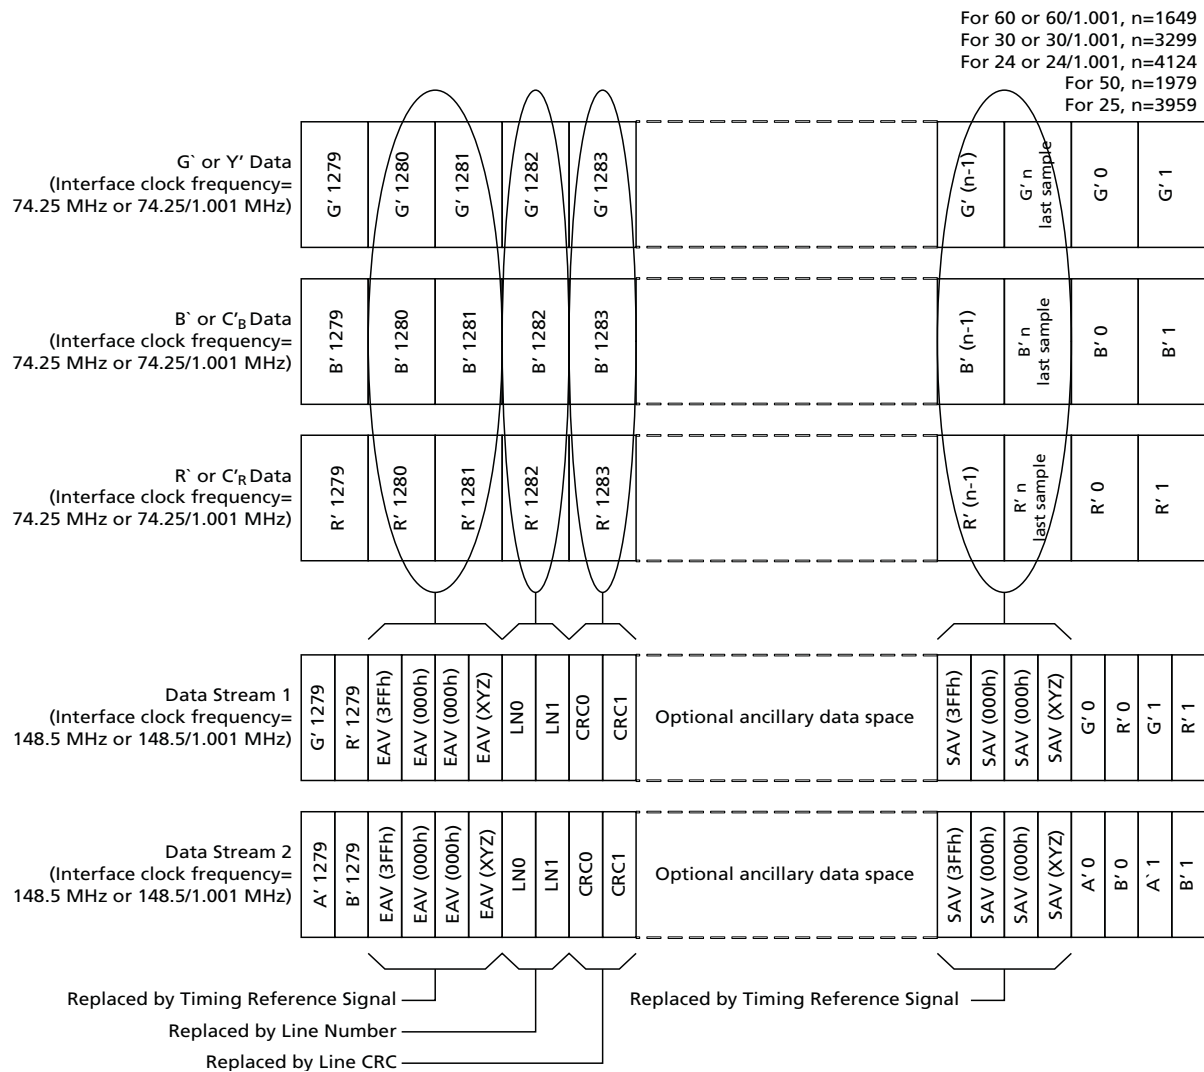 For 60 or 60/1.001, n=1649
For 30 or 30/1.001, n=3299
For 24 or 24/1.001, n=4124
For 50, n=1979
For 25, n=3959
G` or Y' Data
(Interface clock frequency=
74.25 MHz or 74.25/1.001 MHz)
G' 1279
G' 1280
G' 1281
G' 1282
G' 1283
G' (n-1)
G' n
last sample
G' 0
G' 1
B` or C'B Data
(Interface clock frequency=
74.25 MHz or 74.25/1.001 MHz)
B' 1279
B' 1280
B' 1281
B' 1282
B' 1283
B' (n-1)
B' n
last sample
B' 0
B' 1
R` or C'R Data
(Interface clock frequency=
74.25 MHz or 74.25/1.001 MHz)
R' 1279
R' 1280
R' 1281
R' 1282
R' 1283
R' (n-1)
R' n
last sample
R' 0
R' 1
Data Stream 1
(Interface clock frequency=
148.5 MHz or 148.5/1.001 MHz)
G' 1279
R' 1279
EAV (3FFh)
EAV (000h)
EAV (000h)
EAV (XYZ)
LN0
LN1
CRC0
CRC1
Optional ancillary data space
SAV (3FFh)
SAV (000h)
SAV (000h)
SAV (XYZ)
G' 0
R' 0
G' 1
R' 1
Data Stream 2
(Interface clock frequency=
148.5 MHz or 148.5/1.001 MHz)
A' 1279
B' 1279
EAV (3FFh)
EAV (000h)
EAV (000h)
EAV (XYZ)
LN0
LN1
CRC0
CRC1
Optional ancillary data space
SAV (3FFh)
SAV (000h)
SAV (000h)
SAV (XYZ)
A' 0
B' 0
A` 1
B' 1
Replaced by Timing Reference Signal
Replaced by Timing Reference Signal
Replaced by Line Number
Replaced by Line CRC